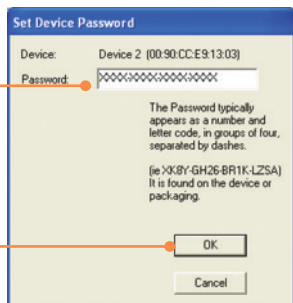 Set Device Password
Device: Device 2 (00:90:CC:E9:13:03)
Password: XXXX-XXXX-XXXX-XXXX
The Password typically
appears as a number and
letter code, in groups of four,
separated by dashes.
(ie XK8Y-GH26-BR1K-LZSA)
It is found on the device or
packaging.
OK
Cancel